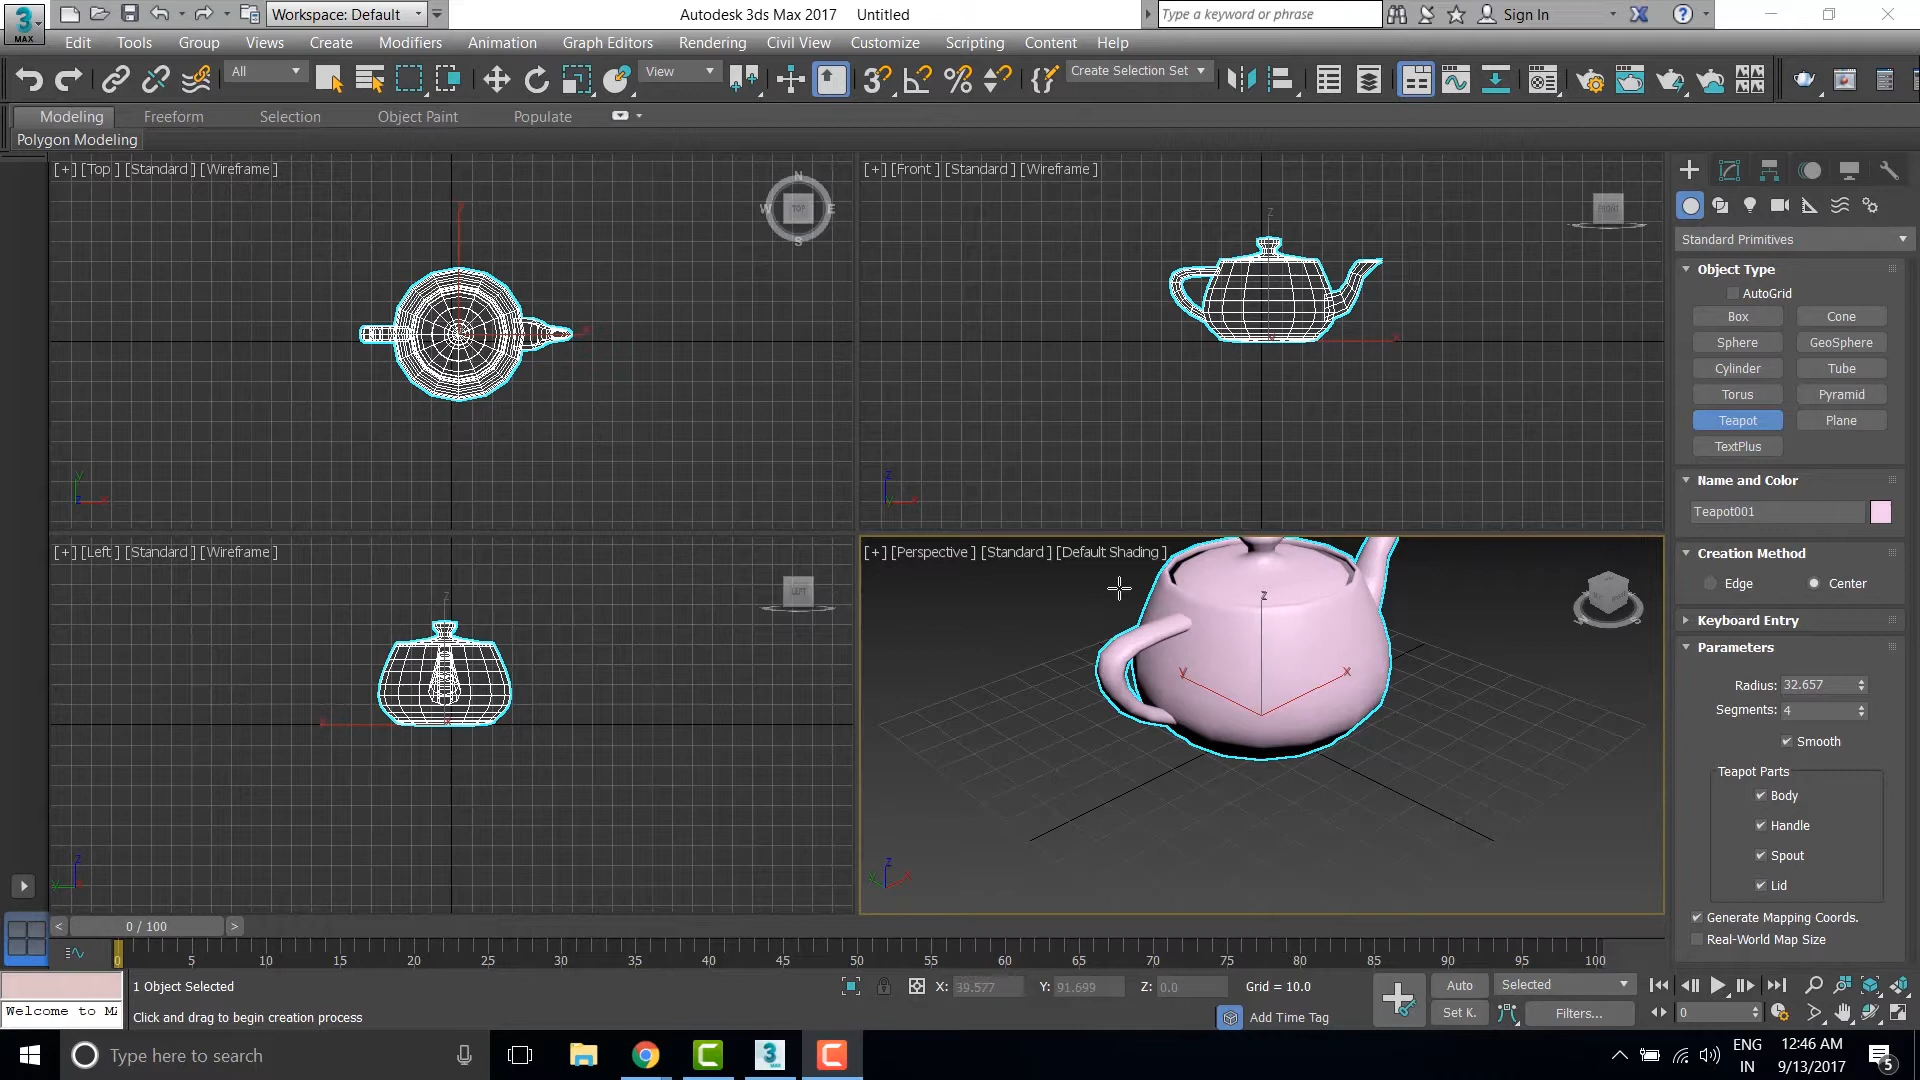 3
MAX
Workspace: Default
Autodesk 3ds Max 2017 Untitled
Type a keyword or phrase
Sign In
Edit Tools Group Views Create Modifiers Animation Graph Editors Rendering Civil View Customize Scripting Content Help
All
View
Create Selection Set
Modeling Freeform Selection Object Paint Populate
Polygon Modeling
[+] [Top ] [Standard ] [Wireframe ]
N
W TOP E
S
[+] [Front ] [Standard ] [Wireframe ]
FRONT
[+] [Left ] [Standard ] [Wireframe ]
LEFT
[+] [Perspective ] [Standard ] [Default Shading ]
z
y x
Standard Primitives
Object Type
AutoGrid
Box Cone
Sphere GeoSphere
Cylinder Tube
Torus Pyramid
Teapot Plane
TextPlus
Name and Color
Teapot001
Creation Method
Edge Center
Keyboard Entry
Parameters
Radius: 32.657
Segments: 4
Smooth
Teapot Parts
Body
Handle
Spout
Lid
Generate Mapping Coords.
Real-World Map Size
< 0 / 100 >
0 5 10 15 20 25 30 35 40 45 50 55 60 65 70 75 80 85 90 95 100
1 Object Selected
X: 39.577 Y: 91.699 Z: 0.0 Grid = 10.0
Auto Selected
Welcome to MA
Click and drag to begin creation process
Add Time Tag
Set K. Filters... 0
Type here to search
ENG
IN
12:46 AM
9/13/2017
5